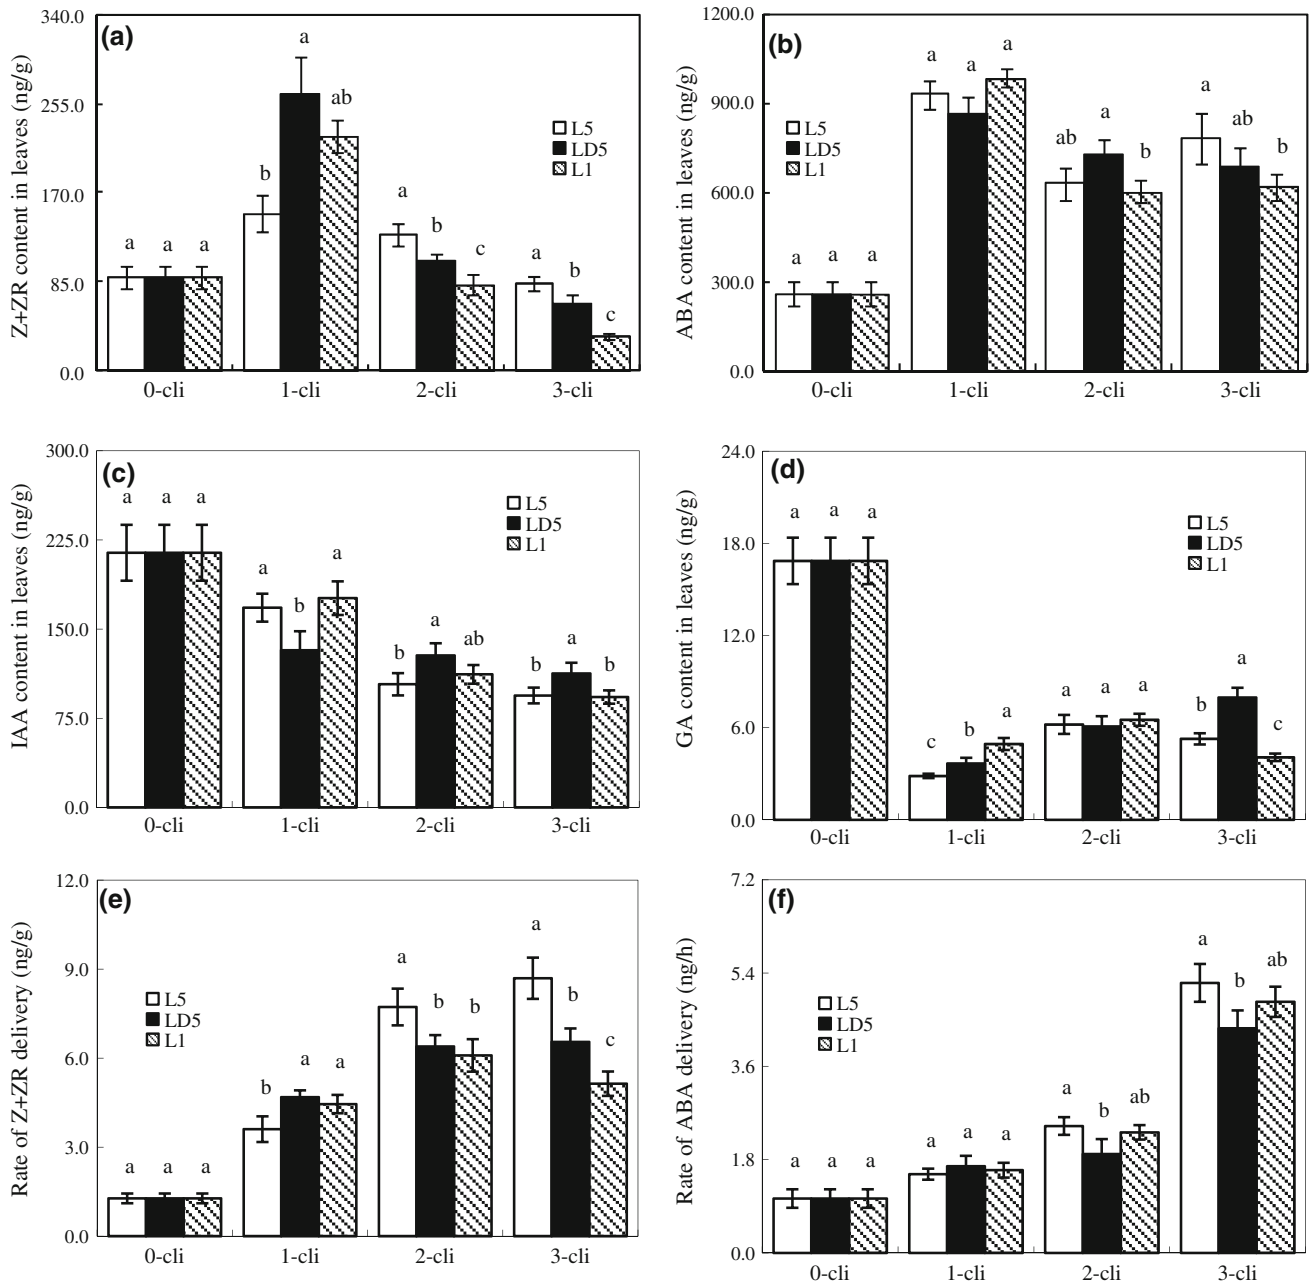 (a)
Z+ZR content in leaves (ng/g)
340.0
255.0
170.0
85.0
0.0
a a a
b a ab
a b c
a b c
L5
LD5
L1
0-cli 1-cli 2-cli 3-cli
(b)
ABA content in leaves (ng/g)
1200.0
900.0
600.0
300.0
0.0
a a a
a a a
ab a b
a ab b
L5
LD5
L1
0-cli 1-cli 2-cli 3-cli
(c)
IAA content in leaves (ng/g)
300.0
225.0
150.0
75.0
0.0
a a a
a b a
b a ab
b a b
L5
LD5
L1
0-cli 1-cli 2-cli 3-cli
(d)
GA content in leaves (ng/g)
24.0
18.0
12.0
6.0
0.0
a a a
c b a
a a a
b a c
L5
LD5
L1
0-cli 1-cli 2-cli 3-cli
(e)
Rate of Z+ZR delivery (ng/g)
12.0
9.0
6.0
3.0
0.0
a a a
b a a
a b b
a b c
L5
LD5
L1
0-cli 1-cli 2-cli 3-cli
(f)
Rate of ABA delivery (ng/h)
7.2
5.4
3.6
1.8
0.0
a a a
a a a
a b ab
a b ab
L5
LD5
L1
0-cli 1-cli 2-cli 3-cli